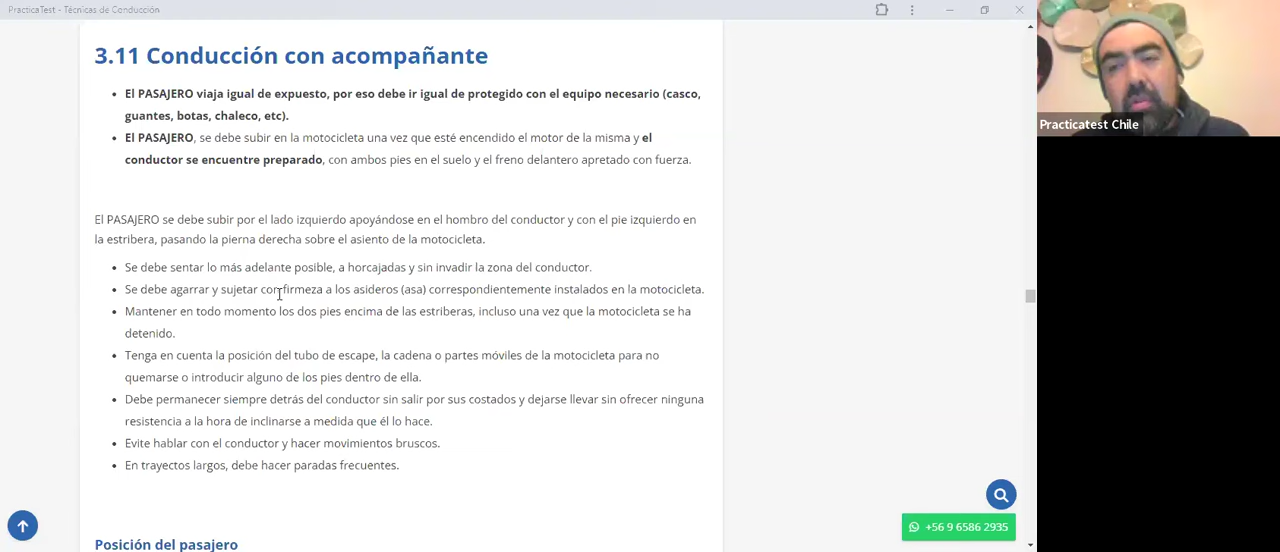 PracticaTest - Técnicas de Conducción
3.11 Conducción con acompañante
• El PASAJERO viaja igual de expuesto, por eso debe ir igual de protegido con el equipo necesario (casco,
guantes, botas, chaleco, etc).
• El PASAJERO, se debe subir en la motocicleta una vez que esté encendido el motor de la misma y el
conductor se encuentre preparado, con ambos pies en el suelo y el freno delantero apretado con fuerza.
El PASAJERO se debe subir por el lado izquierdo apoyándose en el hombro del conductor y con el pie izquierdo en
la estribera, pasando la pierna derecha sobre el asiento de la motocicleta.
• Se debe sentar lo más adelante posible, a horcajadas y sin invadir la zona del conductor.
• Se debe agarrar y sujetar con firmeza a los asideros (asa) correspondientemente instalados en la motocicleta.
• Mantener en todo momento los dos pies encima de las estriberas, incluso una vez que la motocicleta se ha
detenido.
• Tenga en cuenta la posición del tubo de escape, la cadena o partes móviles de la motocicleta para no
quemarse o introducir alguno de los pies dentro de ella.
• Debe permanecer siempre detrás del conductor sin salir por sus costados y dejarse llevar sin ofrecer ninguna
resistencia a la hora de inclinarse a medida que él lo hace.
• Evite hablar con el conductor y hacer movimientos bruscos.
• En trayectos largos, debe hacer paradas frecuentes.
Posición del pasajero
+56 9 6586 2935
Practicatest Chile